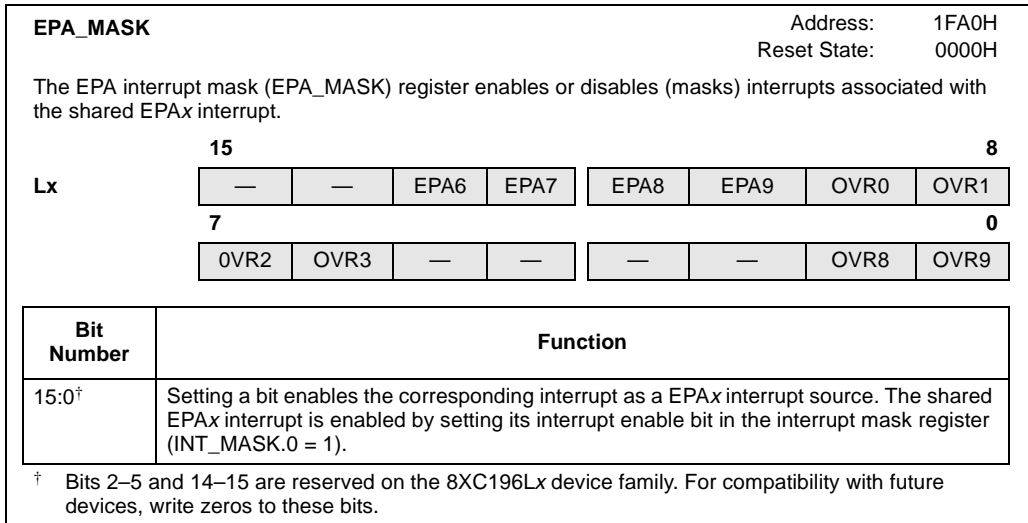 EPA_MASK
Address: 1FA0H
Reset State: 0000H
The EPA interrupt mask (EPA_MASK) register enables or disables (masks) interrupts associated with
the shared EPAx interrupt.
15 8
Lx — — EPA6 EPA7 EPA8 EPA9 OVR0 OVR1
7 0
0VR2 OVR3 — — — — OVR8 OVR9
Bit
Number
Function
15:0†
Setting a bit enables the corresponding interrupt as a EPAx interrupt source. The shared
EPAx interrupt is enabled by setting its interrupt enable bit in the interrupt mask register
(INT_MASK.0 = 1).
† Bits 2–5 and 14–15 are reserved on the 8XC196Lx device family. For compatibility with future
devices, write zeros to these bits.